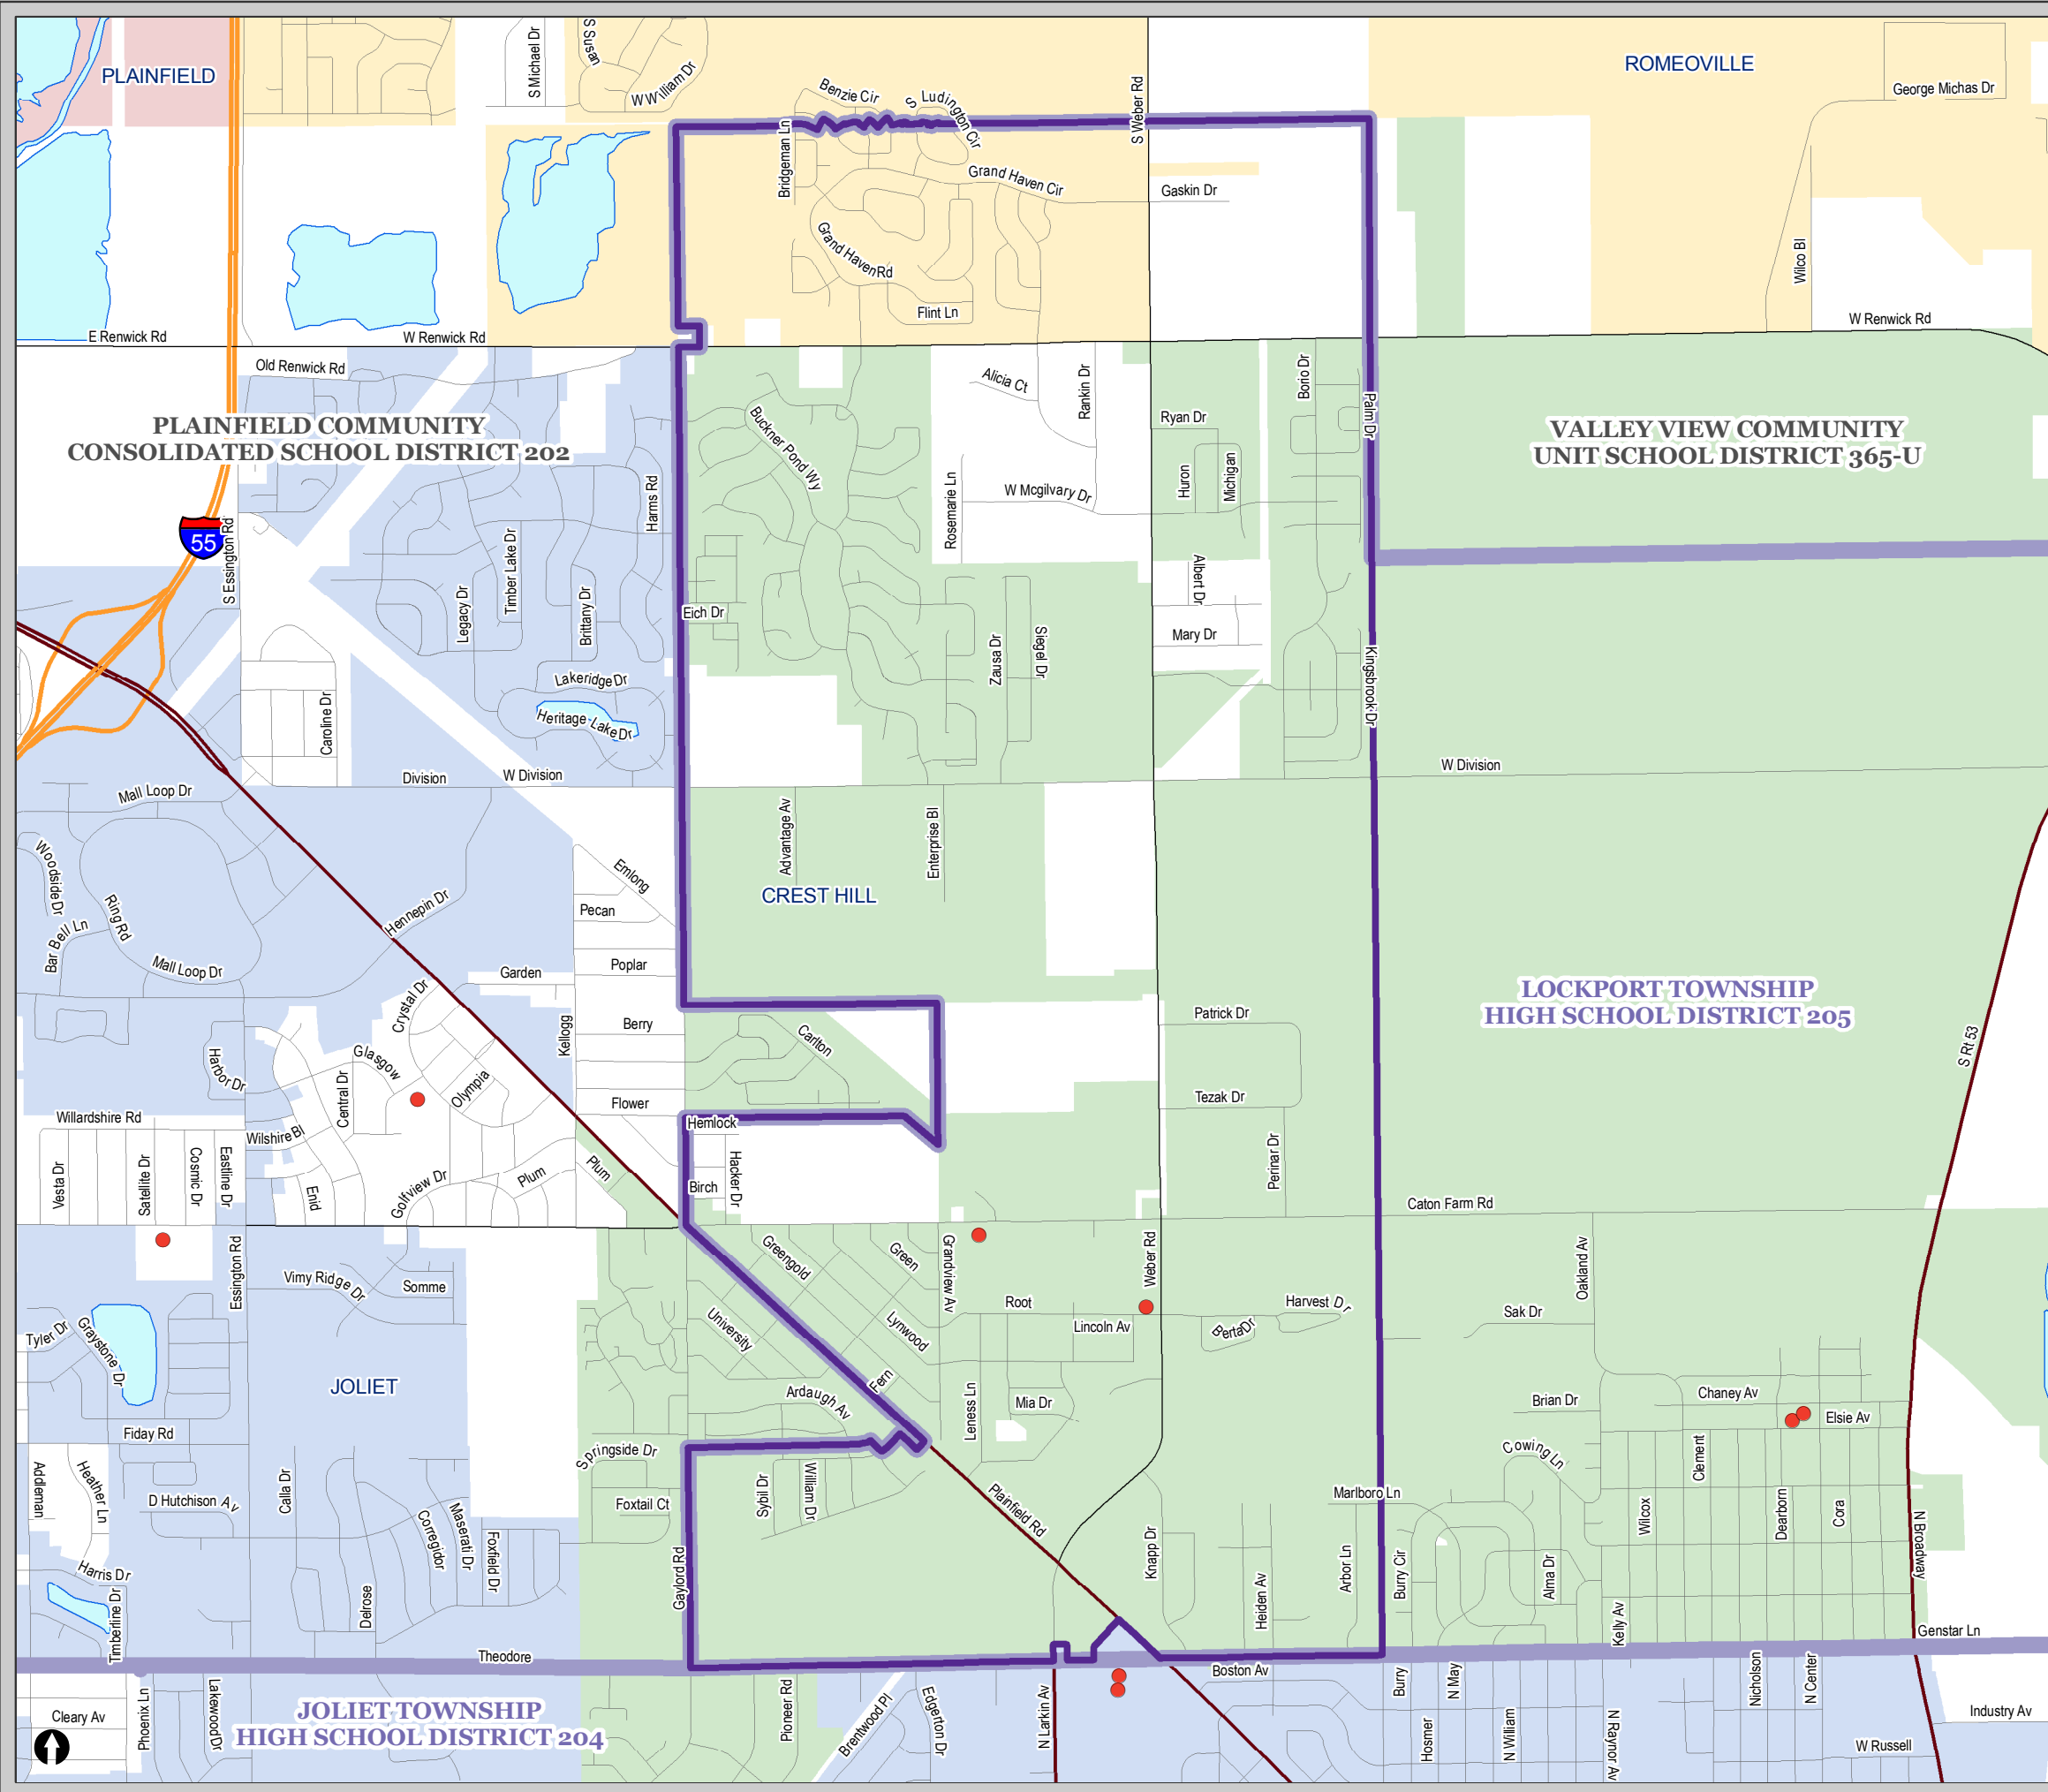 PLAINFIELD
S Michael Dr
S Susan
W William Dr
W
Benzie Cir
S Ludington Cir
S Weber Rd
ROMEOVILLE
George Michas Dr
Bridgeman Ln
Grand Haven Cir
Gaskin Dr
Grand Haven Rd
Wilco Bl
Flint Ln
E Renwick Rd
W Renwick Rd
W Renwick Rd
Old Renwick Rd
Alicia Ct
Rankin Dr
Borio Dr
Palm Dr
PLAINFIELD COMMUNITY
CONSOLIDATED SCHOOL DISTRICT 202
Buckner Pond Wy
Ryan Dr
VALLEY VIEW COMMUNITY
UNIT SCHOOL DISTRICT 365-U
Harms Rd
Rosemarie Ln
W Mcgilvary Dr
Huron
Michigan
55
S Essington Rd
Legacy Dr
Timber Lake Dr
Brittany Dr
Eich Dr
Albert Dr
Mary Dr
Zausa Dr
Siegel Dr
Kingsbrook Dr
Caroline Dr
Lakeridge Dr
Heritage Lake Dr
Division
W Division
W Division
Mall Loop Dr
Advantage Av
Enterprise Bl
Woodside Dr
Ring Rd
Bar Bell Ln
Hennepin Dr
Emlong
Pecan
CREST HILL
Mall Loop Dr
Garden
Poplar
LOCKPORT TOWNSHIP
HIGH SCHOOL DISTRICT 205
Crystal Dr
Kellogg
Berry
Carlton
Patrick Dr
S Rt 53
Harbor Dr
Glasgow
Central Dr
Olympia
Flower
Tezak Dr
Willardshire Rd
Wilshire Bl
Hemlock
Vesta Dr
Satellite Dr
Cosmic Dr
Eastline Dr
Enid
Golfview Dr
Plum
Plum
Birch
Hacker Dr
Perinar Dr
Caton Farm Rd
Essington Rd
Vimy Ridge Dr
Somme
Greengold
Green
Grandview Av
Weber Rd
Oakland Av
Root
Harvest Dr
Sak Dr
Tyler Dr
Graystone Dr
University
Lynwood
Lincoln Av
Berta Dr
JOLIET
Fern
Ardaugh Av
Leness Ln
Mia Dr
Brian Dr
Chaney Av
Elsie Av
Fiday Rd
Springside Dr
Cowing Ln
Clement
Addleman
Heather Ln
D Hutchison Av
Calla Dr
Corregidor
Maserati Dr
Foxfield Dr
Foxtail Ct
Sybil Dr
William Dr
Plainfield Rd
Marlboro Ln
Wilcox
Dearborn
Cora
N Broadway
Harris Dr
Timberline Dr
Delrose
Gaylord Rd
Knapp Dr
Heiden Av
Arbor Ln
Burry Cir
Alma Dr
Kelly Av
Genstar Ln
Theodore
Boston Av
Phoenix Ln
Lakewood Dr
JOLIET TOWNSHIP
HIGH SCHOOL DISTRICT 204
Pioneer Rd
Brentwood Pl
Edgerton Dr
N Larkin Av
Burry
N May
Hosmer
N William
N Raynor Av
Nicholson
N Center
Cleary Av
Industry Av
W Russell